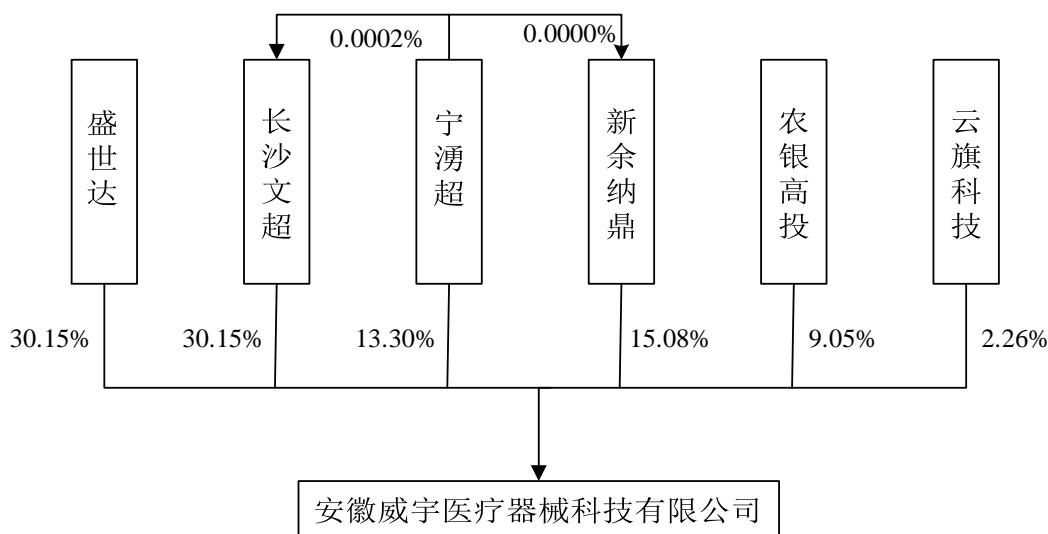 0.0002% 0.0000%
盛世达
长沙文超
宁湧超
新余纳鼎
农银高投
云旗科技
30.15% 30.15% 13.30% 15.08% 9.05% 2.26%
安徽威宇医疗器械科技有限公司